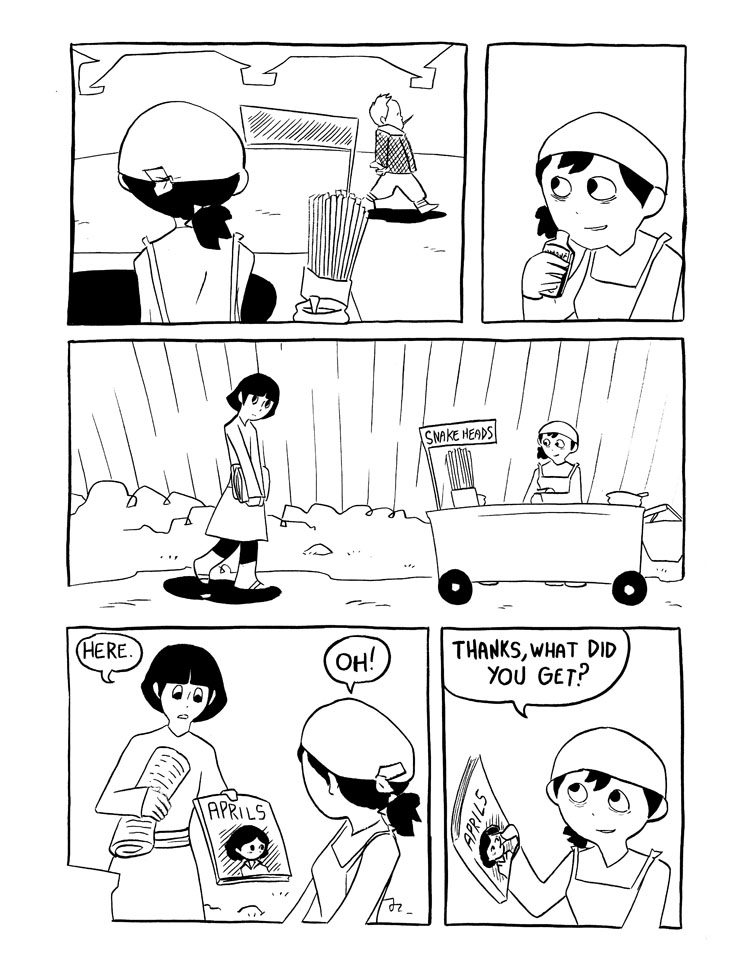 SNAKE HEADS
HERE.
OH!
APRILS
THANKS, WHAT DID
YOU GET?
APRILS